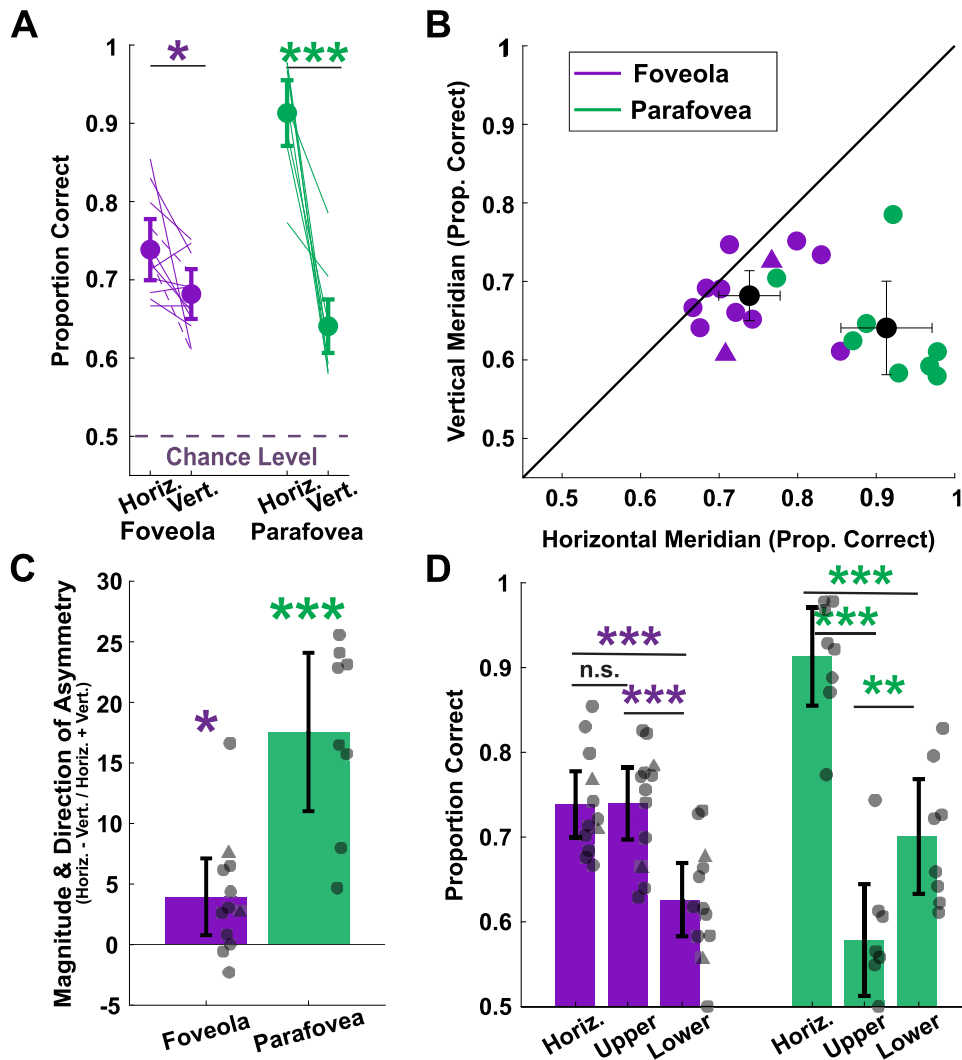 A
Proportion Correct
1
0.9
0.8
0.7
0.6
0.5
*
***
Chance Level
Horiz. Vert. Horiz. Vert.
Foveola Parafovea
B
Vertical Meridian (Prop. Correct)
1
0.9
0.8
0.7
0.6
0.5
Foveola
Parafovea
0.5 0.6 0.7 0.8 0.9 1
Horizontal Meridian (Prop. Correct)
C
Magnitude & Direction of Asymmetry
(Horiz. - Vert. / Horiz. + Vert.)
30
25
20
15
10
5
0
-5
*
***
Foveola Parafovea
D
Proportion Correct
1
0.9
0.8
0.7
0.6
0.5
***
n.s.
***
***
***
**
Horiz. Upper Lower Horiz. Upper Lower